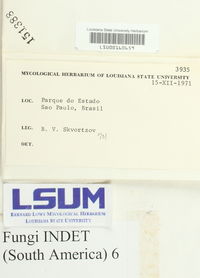 151383
Louisiana State University Herbarium
3935
MYCOLOGICAL HERBARIUM OF LOUISIANA STATE UNIVERSITY
15-XII-1971
LOC. Parque do Estado
Sao Paulo, Brasil
LEG. B. V. Skvortzov
DET.
LSUM
BERNARD LOWY MYCOLOGICAL HERBARIUM
LOUISIANA STATE UNIVERSITY
Fungi INDET
(South America) 6